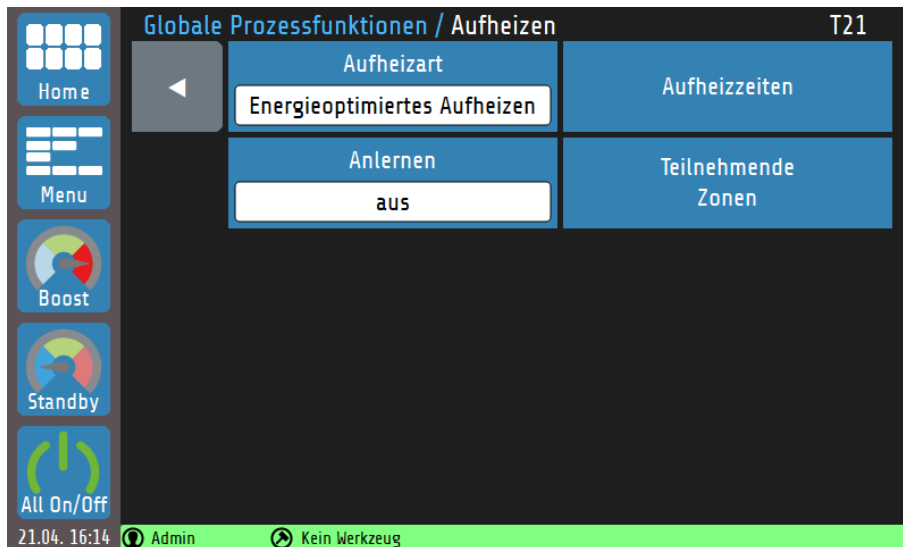 Globale Prozessfunktionen / Aufheizen
T21
Home
Menu
Boost
Standby
All On/Off
Aufheizart
Energieoptimiertes Aufheizen
Aufheizzeiten
Anlernen
aus
Teilnehmende
Zonen
21.04. 16:14
Admin
Kein Werkzeug